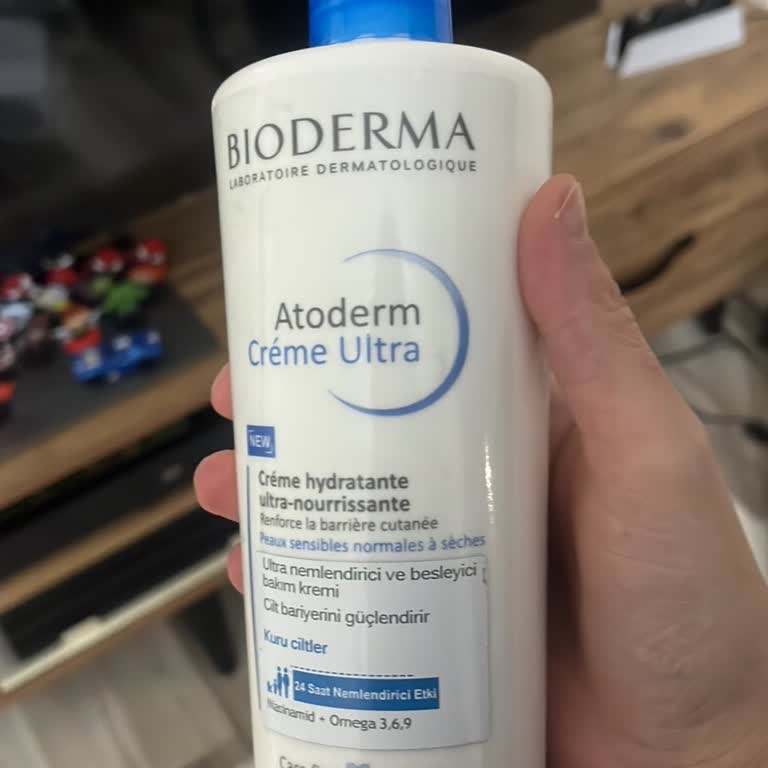 BIODERMA
LABORATOIRE DERMATOLOGIQUE
Atoderm
Créme Ultra
NEW
Créme hydratante
ultra-nourrissante
Renforce la barrière cutanée
Peaux sensibles normales à sèches
Ultra nemlendirici ve besleyici
bakım kremi
Cilt bariyerini güçlendirir
Kuru ciltler
24 Saat Nemlendirici Etki
Niasinamid + Omega 3,6,9